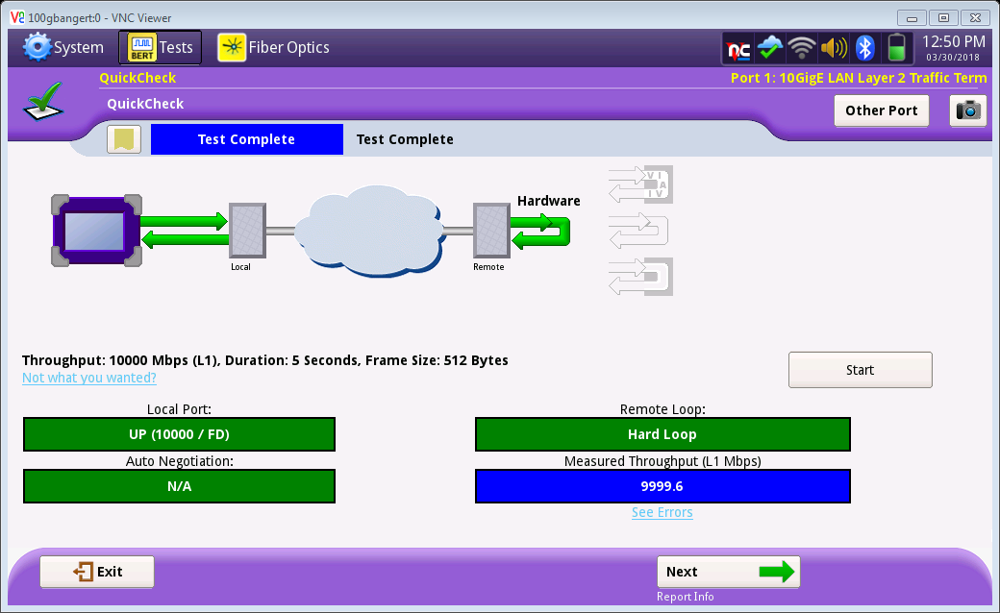 100gbangert:0 - VNC Viewer
System
BERT
Tests
Fiber Optics
12:50 PM
03/30/2018
QuickCheck
Port 1: 10GigE LAN Layer 2 Traffic Term
QuickCheck
Other Port
Test Complete
Test Complete
Hardware
V I
A
I V
Local
Remote
Throughput: 10000 Mbps (L1), Duration: 5 Seconds, Frame Size: 512 Bytes
Not what you wanted?
Start
Local Port:
Remote Loop:
UP (10000 / FD)
Hard Loop
Auto Negotiation:
Measured Throughput (L1 Mbps)
N/A
9999.6
See Errors
Exit
Next
Report Info